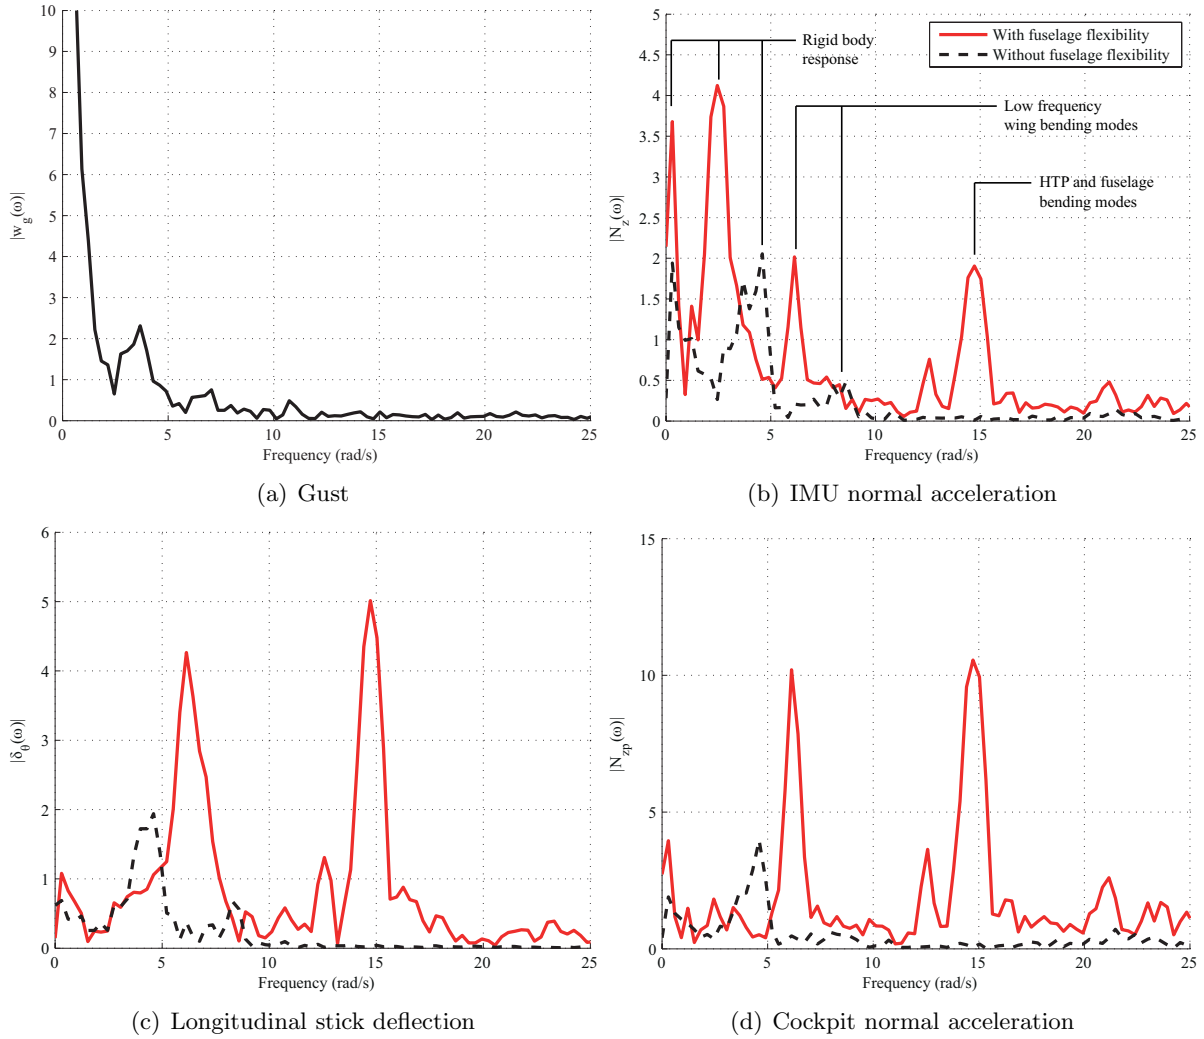 10
9
8
7
6
5
4
3
2
1
0
|w_g(ω)|
0 5 10 15 20 25
Frequency (rad/s)
(a) Gust
5
4.5
4
3.5
3
2.5
2
1.5
1
0.5
0
|N_z(ω)|
Rigid body
response
With fuselage flexibility
Without fuselage flexibility
Low frequency
wing bending modes
HTP and fuselage
bending modes
0 5 10 15 20 25
Frequency (rad/s)
(b) IMU normal acceleration
6
5
4
3
2
1
0
|δ_θ(ω)|
0 5 10 15 20 25
Frequency (rad/s)
(c) Longitudinal stick deflection
15
10
5
0
|N_zp(ω)|
0 5 10 15 20 25
Frequency (rad/s)
(d) Cockpit normal acceleration